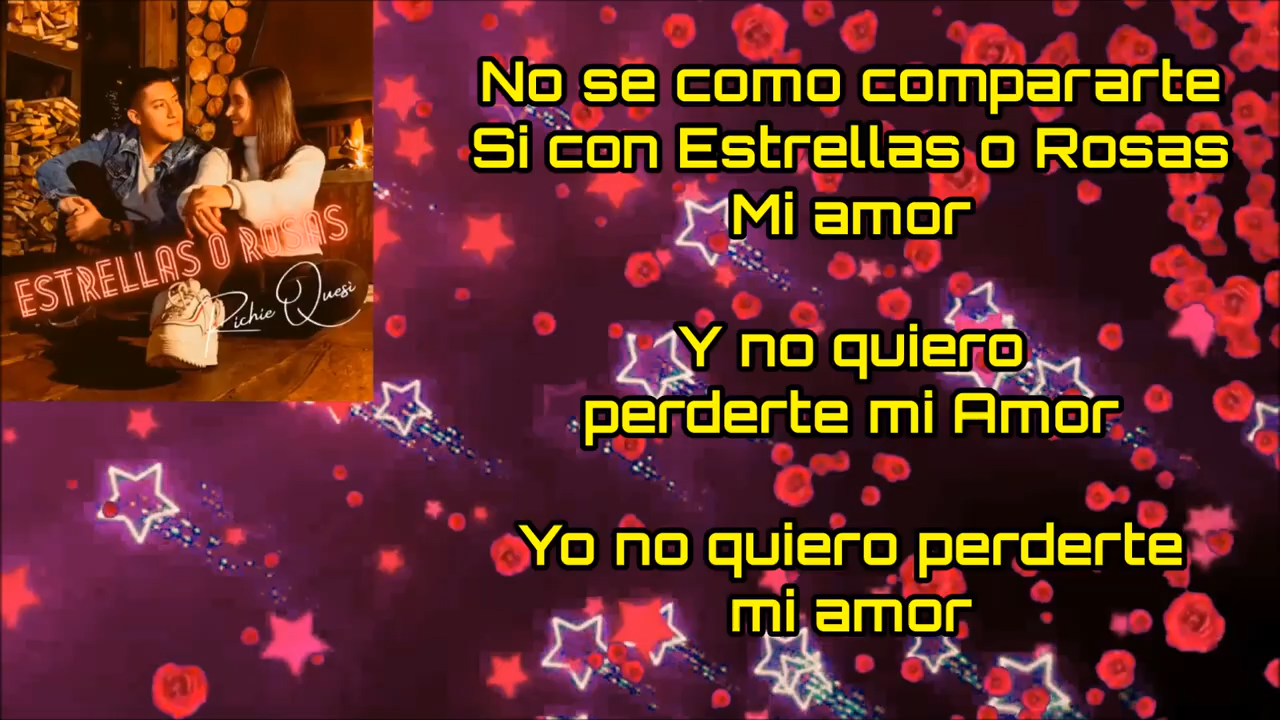 No se como compararte
Si con Estrellas o Rosas
Mi amor
Y no quiero
perderte mi Amor
Yo no quiero perderte
mi amor
ESTRELLAS O ROSAS
Richie Quesi